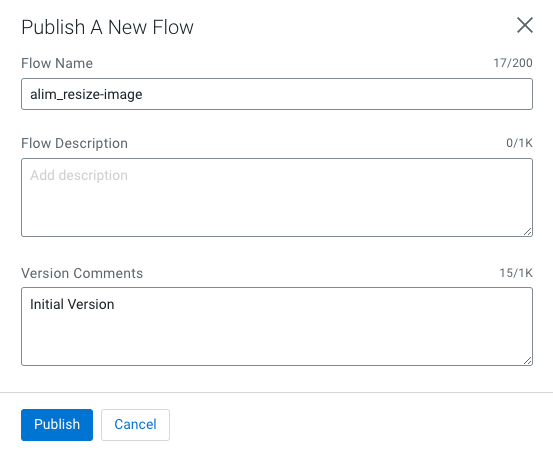 Publish A New Flow
Flow Name 17/200
alim_resize-image
Flow Description 0/1K
Add description
Version Comments 15/1K
Initial Version
Publish Cancel